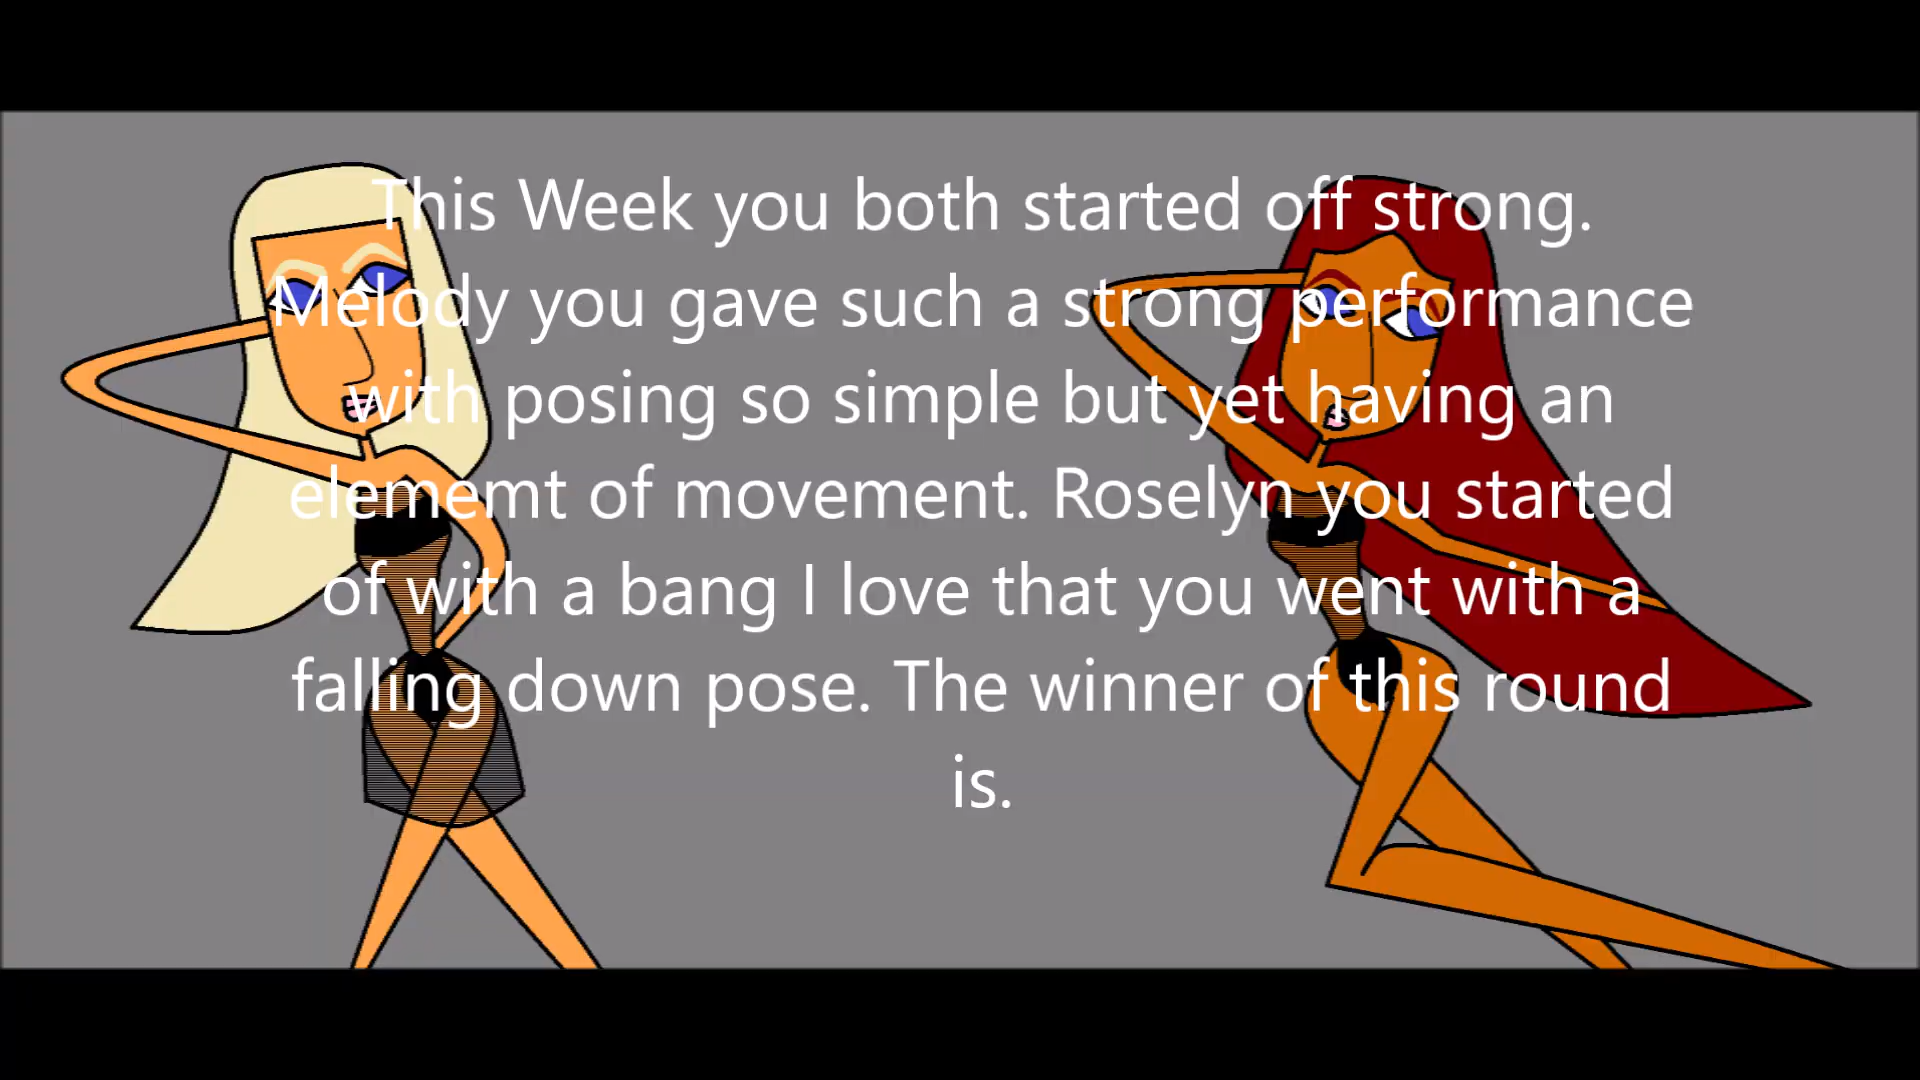 This Week you both started off strong.
Melody you gave such a strong performance
with posing so simple but yet having an
elememt of movement. Roselyn you started
of with a bang I love that you went with a
falling down pose. The winner of this round
is.